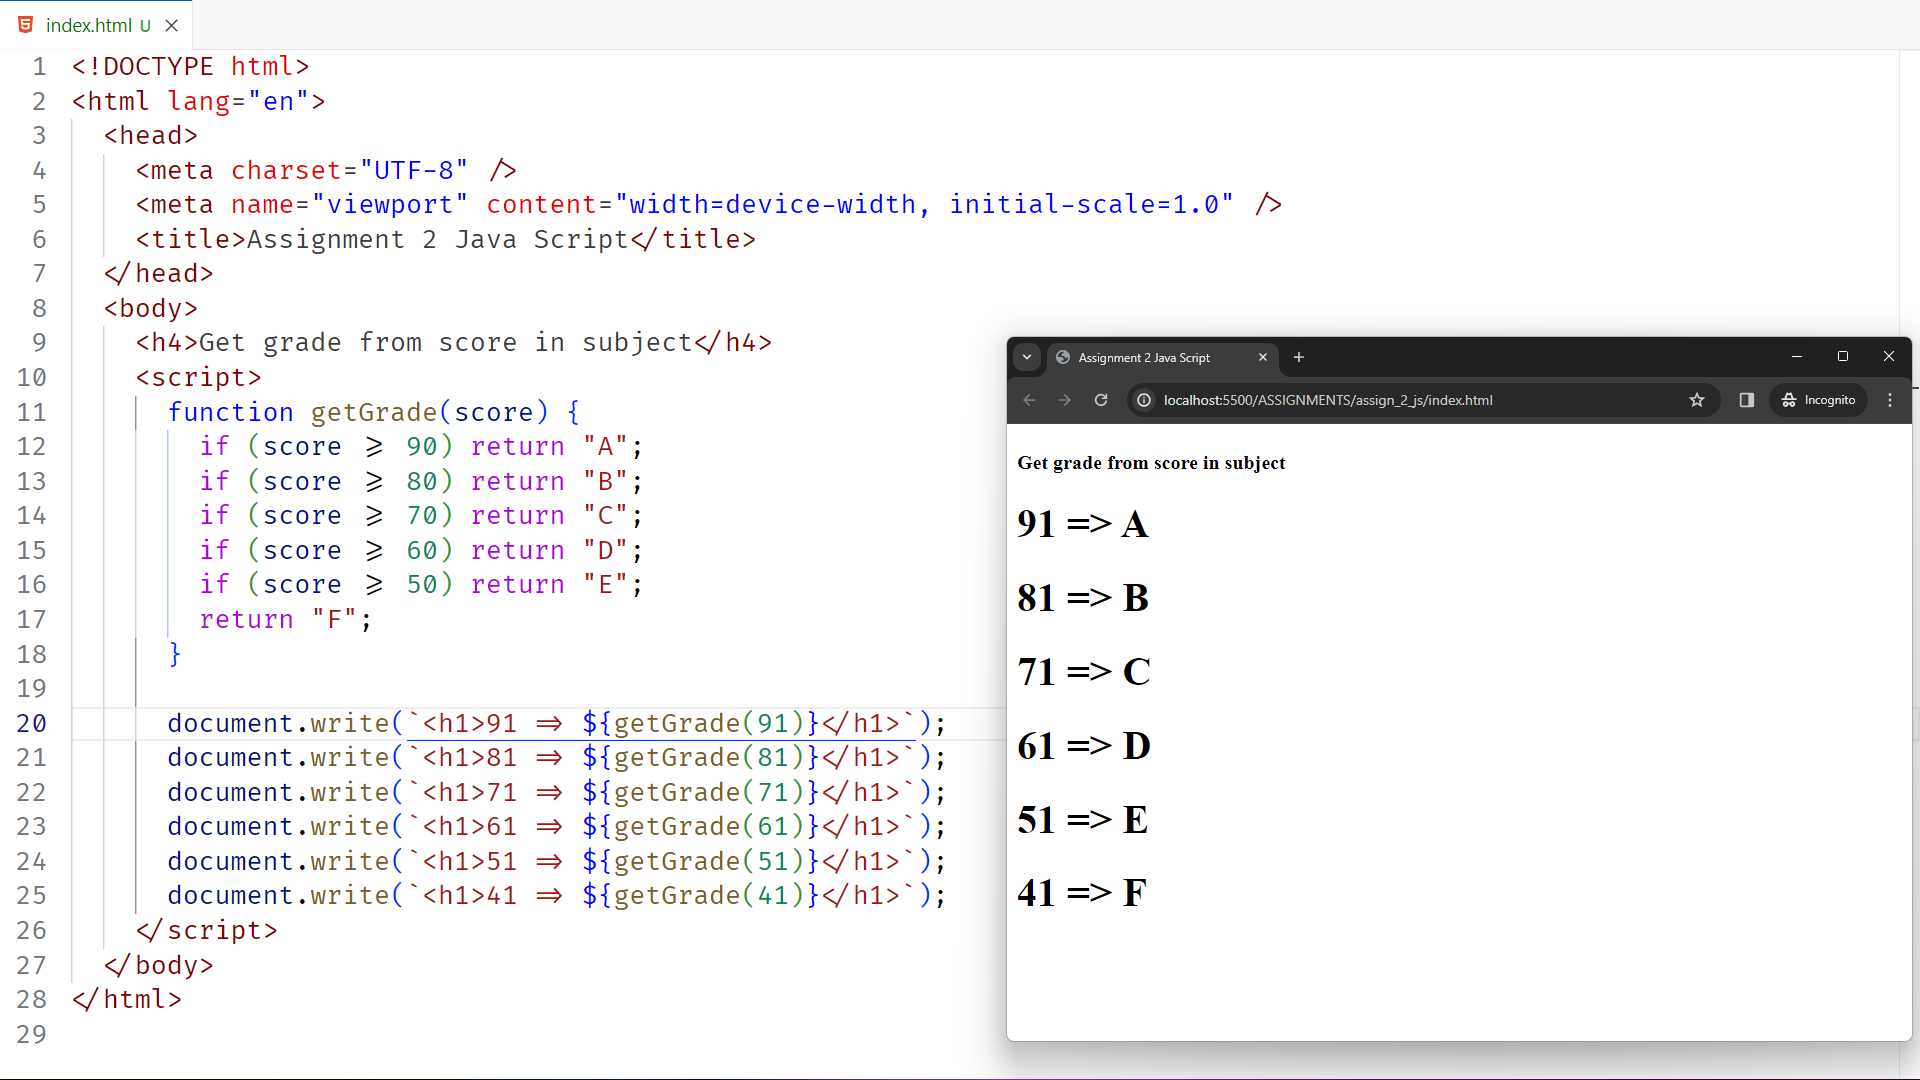 index.html U
1 <!DOCTYPE html>
2 <html lang="en">
3 <head>
4 <meta charset="UTF-8" />
5 <meta name="viewport" content="width=device-width, initial-scale=1.0" />
6 <title>Assignment 2 Java Script</title>
7 </head>
8 <body>
9 <h4>Get grade from score in subject</h4>
10 <script>
11 function getGrade(score) {
12 if (score >= 90) return "A";
13 if (score >= 80) return "B";
14 if (score >= 70) return "C";
15 if (score >= 60) return "D";
16 if (score >= 50) return "E";
17 return "F";
18 }
19
20 document.write(`<h1>91 => ${getGrade(91)}</h1>`);
21 document.write(`<h1>81 => ${getGrade(81)}</h1>`);
22 document.write(`<h1>71 => ${getGrade(71)}</h1>`);
23 document.write(`<h1>61 => ${getGrade(61)}</h1>`);
24 document.write(`<h1>51 => ${getGrade(51)}</h1>`);
25 document.write(`<h1>41 => ${getGrade(41)}</h1>`);
26 </script>
27 </body>
28 </html>
29
Assignment 2 Java Script
localhost:5500/ASSIGNMENTS/assign_2_js/index.html
Incognito
Get grade from score in subject
91 => A
81 => B
71 => C
61 => D
51 => E
41 => F